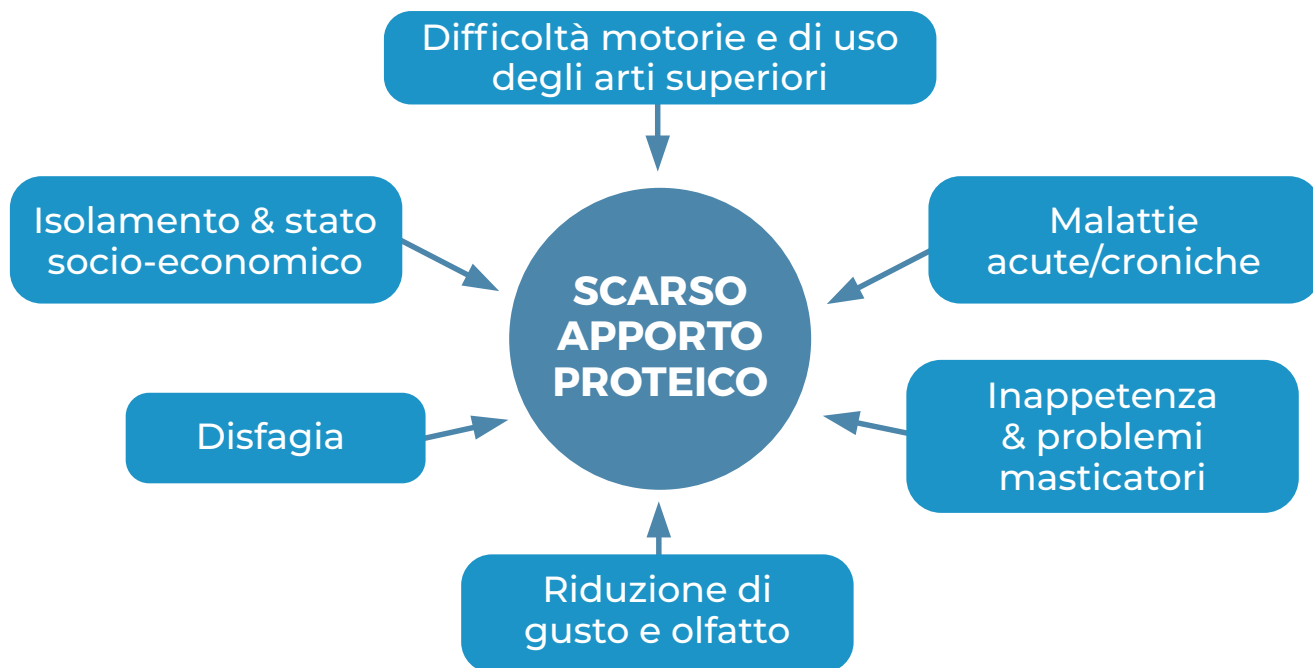 Difficoltà motorie e di uso
degli arti superiori
Isolamento & stato
socio-economico
Malattie
acute/croniche
SCARSO
APPORTO
PROTEICO
Disfagia
Inappetenza
& problemi
masticatori
Riduzione di
gusto e olfatto